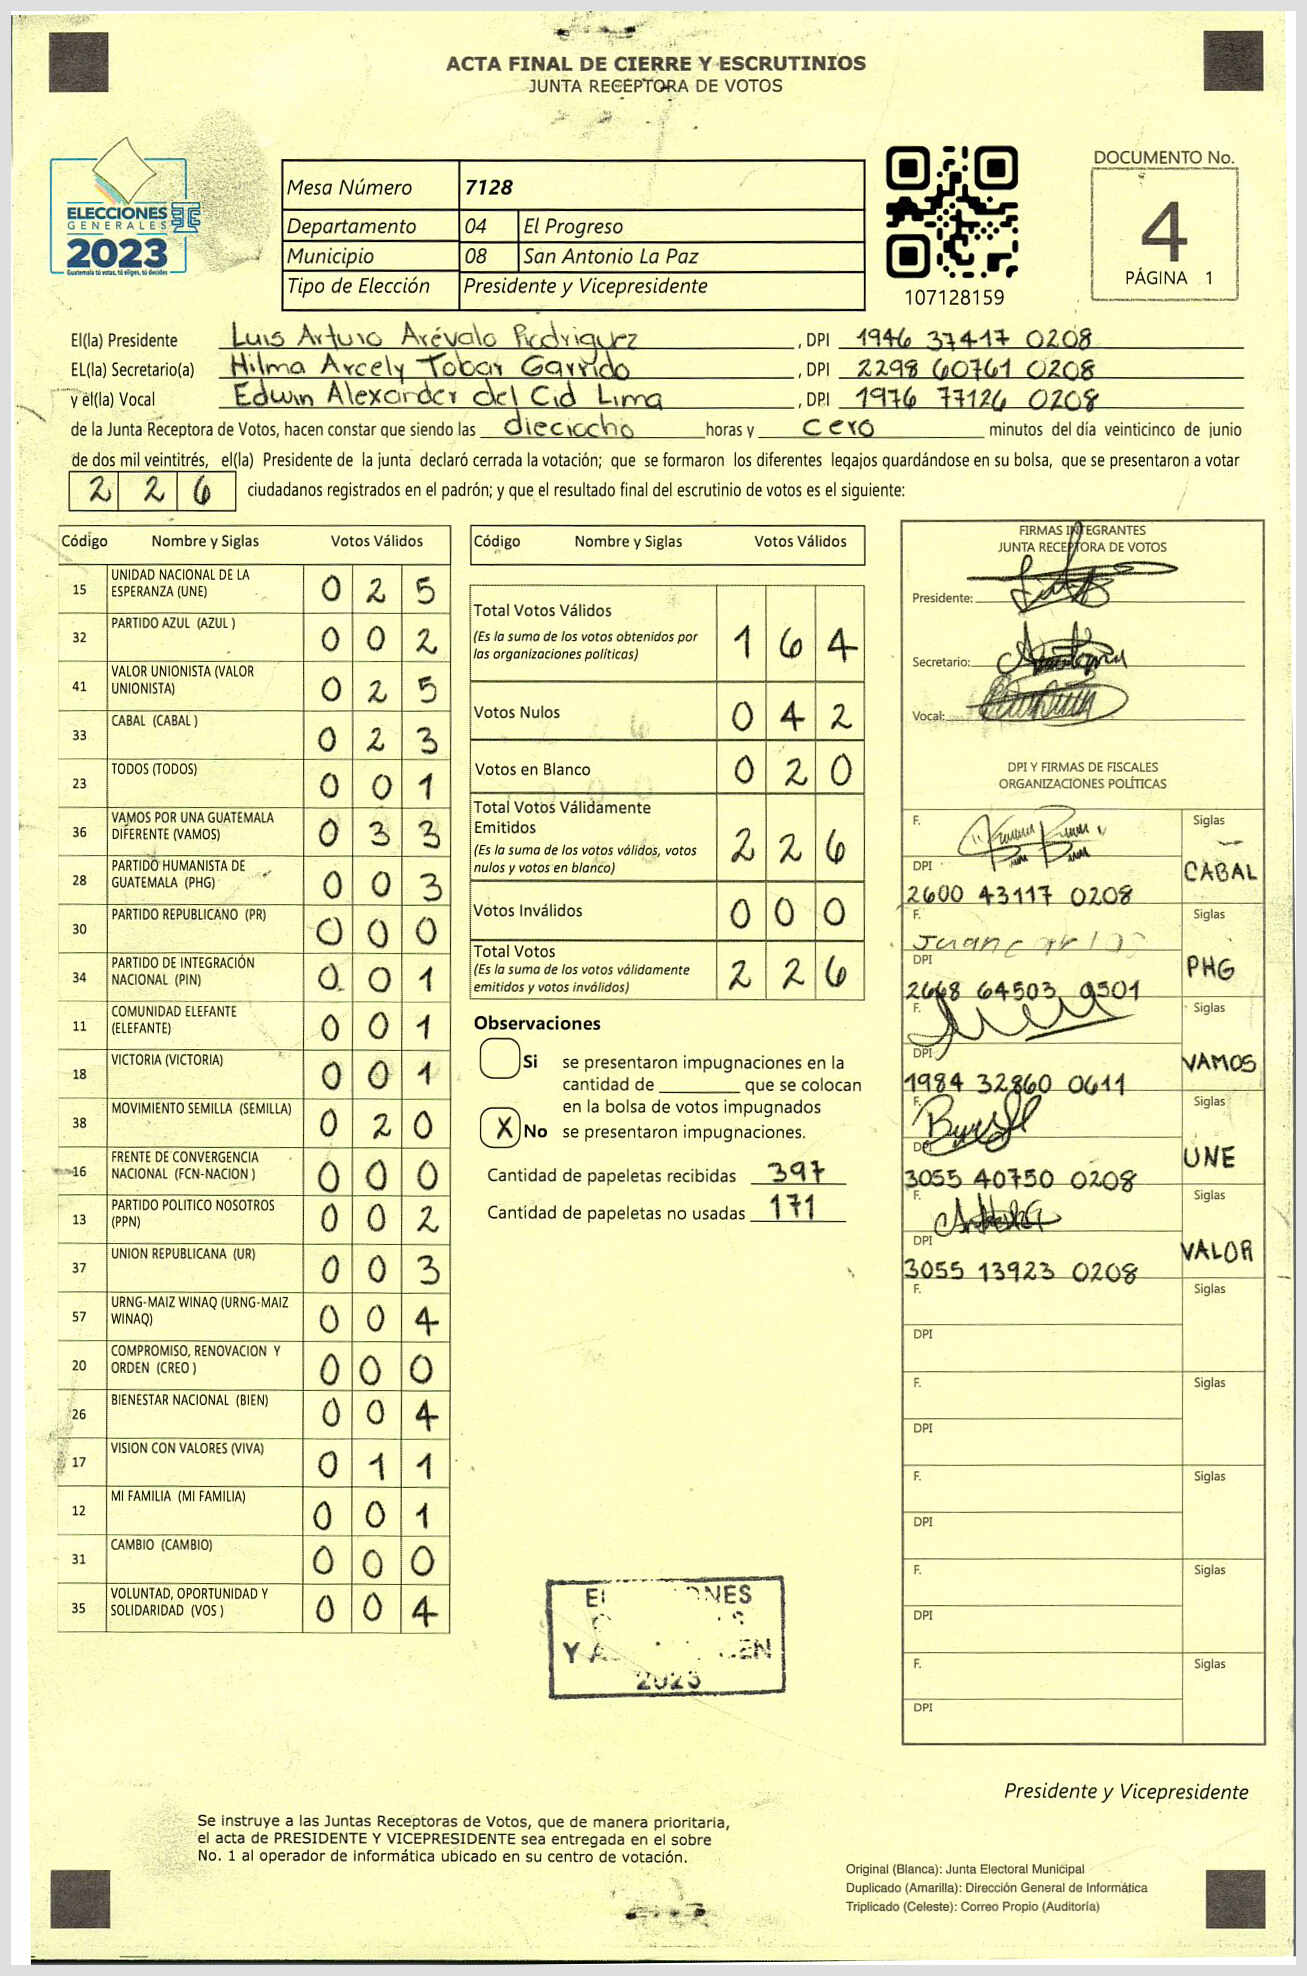 ACTA FINAL DE CIERRE Y ESCRUTINIOS
JUNTA RECEPTORA DE VOTOS
ELECCIONES
GENERALES
2023
Guatemala tú votas, tú eliges, tú decides
Mesa Número 7128
Departamento 04 El Progreso
Municipio 08 San Antonio La Paz
Tipo de Elección Presidente y Vicepresidente
107128159
DOCUMENTO No.
4
PÁGINA 1
El(la) Presidente Luis Arturo Arévalo Rodriguez, DPI 1946 37417 0208
EL(la) Secretario(a) Hilma Arcely Tobar Garrido, DPI 2298 60761 0208
y el(la) Vocal Edwin Alexander del Cid Lima, DPI 1976 77126 0208
de la Junta Receptora de Votos, hacen constar que siendo las dieciocho horas y cero minutos del día veinticinco de junio
de dos mil veintitrés, el(la) Presidente de la junta declaró cerrada la votación; que se formaron los diferentes legajos guardándose en su bolsa, que se presentaron a votar
2 2 6 ciudadanos registrados en el padrón; y que el resultado final del escrutinio de votos es el siguiente:
Código Nombre y Siglas Votos Válidos
15 UNIDAD NACIONAL DE LA ESPERANZA (UNE) 0 2 5
32 PARTIDO AZUL (AZUL ) 0 0 2
41 VALOR UNIONISTA (VALOR UNIONISTA) 0 2 5
33 CABAL (CABAL ) 0 2 3
23 TODOS (TODOS) 0 0 1
36 VAMOS POR UNA GUATEMALA DIFERENTE (VAMOS) 0 3 3
28 PARTIDO HUMANISTA DE GUATEMALA (PHG) 0 0 3
30 PARTIDO REPUBLICANO (PR) 0 0 0
34 PARTIDO DE INTEGRACIÓN NACIONAL (PIN) 0 0 1
11 COMUNIDAD ELEFANTE (ELEFANTE) 0 0 1
18 VICTORIA (VICTORIA) 0 0 1
38 MOVIMIENTO SEMILLA (SEMILLA) 0 2 0
16 FRENTE DE CONVERGENCIA NACIONAL (FCN-NACION ) 0 0 0
13 PARTIDO POLITICO NOSOTROS (PPN) 0 0 2
37 UNION REPUBLICANA (UR) 0 0 3
57 URNG-MAIZ WINAQ (URNG-MAIZ WINAQ) 0 0 4
20 COMPROMISO, RENOVACION Y ORDEN (CREO ) 0 0 0
26 BIENESTAR NACIONAL (BIEN) 0 0 4
17 VISION CON VALORES (VIVA) 0 1 1
12 MI FAMILIA (MI FAMILIA) 0 0 1
31 CAMBIO (CAMBIO) 0 0 0
35 VOLUNTAD, OPORTUNIDAD Y SOLIDARIDAD (VOS ) 0 0 4
Código Nombre y Siglas Votos Válidos
Total Votos Válidos
(Es la suma de los votos obtenidos por
las organizaciones políticas) 1 6 4
Votos Nulos 0 4 2
Votos en Blanco 0 2 0
Total Votos Válidamente
Emitidos
(Es la suma de los votos válidos, votos
nulos y votos en blanco) 2 2 6
Votos Inválidos 0 0 0
Total Votos
(Es la suma de los votos válidamente
emitidos y votos inválidos) 2 2 6
Observaciones
Si se presentaron impugnaciones en la
cantidad de ________ que se colocan
en la bolsa de votos impugnados
X No se presentaron impugnaciones.
Cantidad de papeletas recibidas 397
Cantidad de papeletas no usadas 171
FIRMAS INTEGRANTES
JUNTA RECEPTORA DE VOTOS
Presidente:
Secretario:
Vocal:
DPI Y FIRMAS DE FISCALES
ORGANIZACIONES POLÍTICAS
F. Siglas
DPI CABAL
2600 43117 0208
F. Juan Carlos Siglas
DPI PHG
2668 64503 0501
F. Siglas
DPI VAMOS
1984 32860 0611
F. Siglas
DPI UNE
3055 40750 0208
F. Siglas
DPI VALOR
3055 13923 0208
F. Siglas
DPI
F. Siglas
DPI
F. Siglas
DPI
F. Siglas
DPI
F. Siglas
DPI
2023
Presidente y Vicepresidente
Se instruye a las Juntas Receptoras de Votos, que de manera prioritaria,
el acta de PRESIDENTE Y VICEPRESIDENTE sea entregada en el sobre
No. 1 al operador de informática ubicado en su centro de votación.
Original (Blanca): Junta Electoral Municipal
Duplicado (Amarilla): Dirección General de Informática
Triplicado (Celeste): Correo Propio (Auditoría)